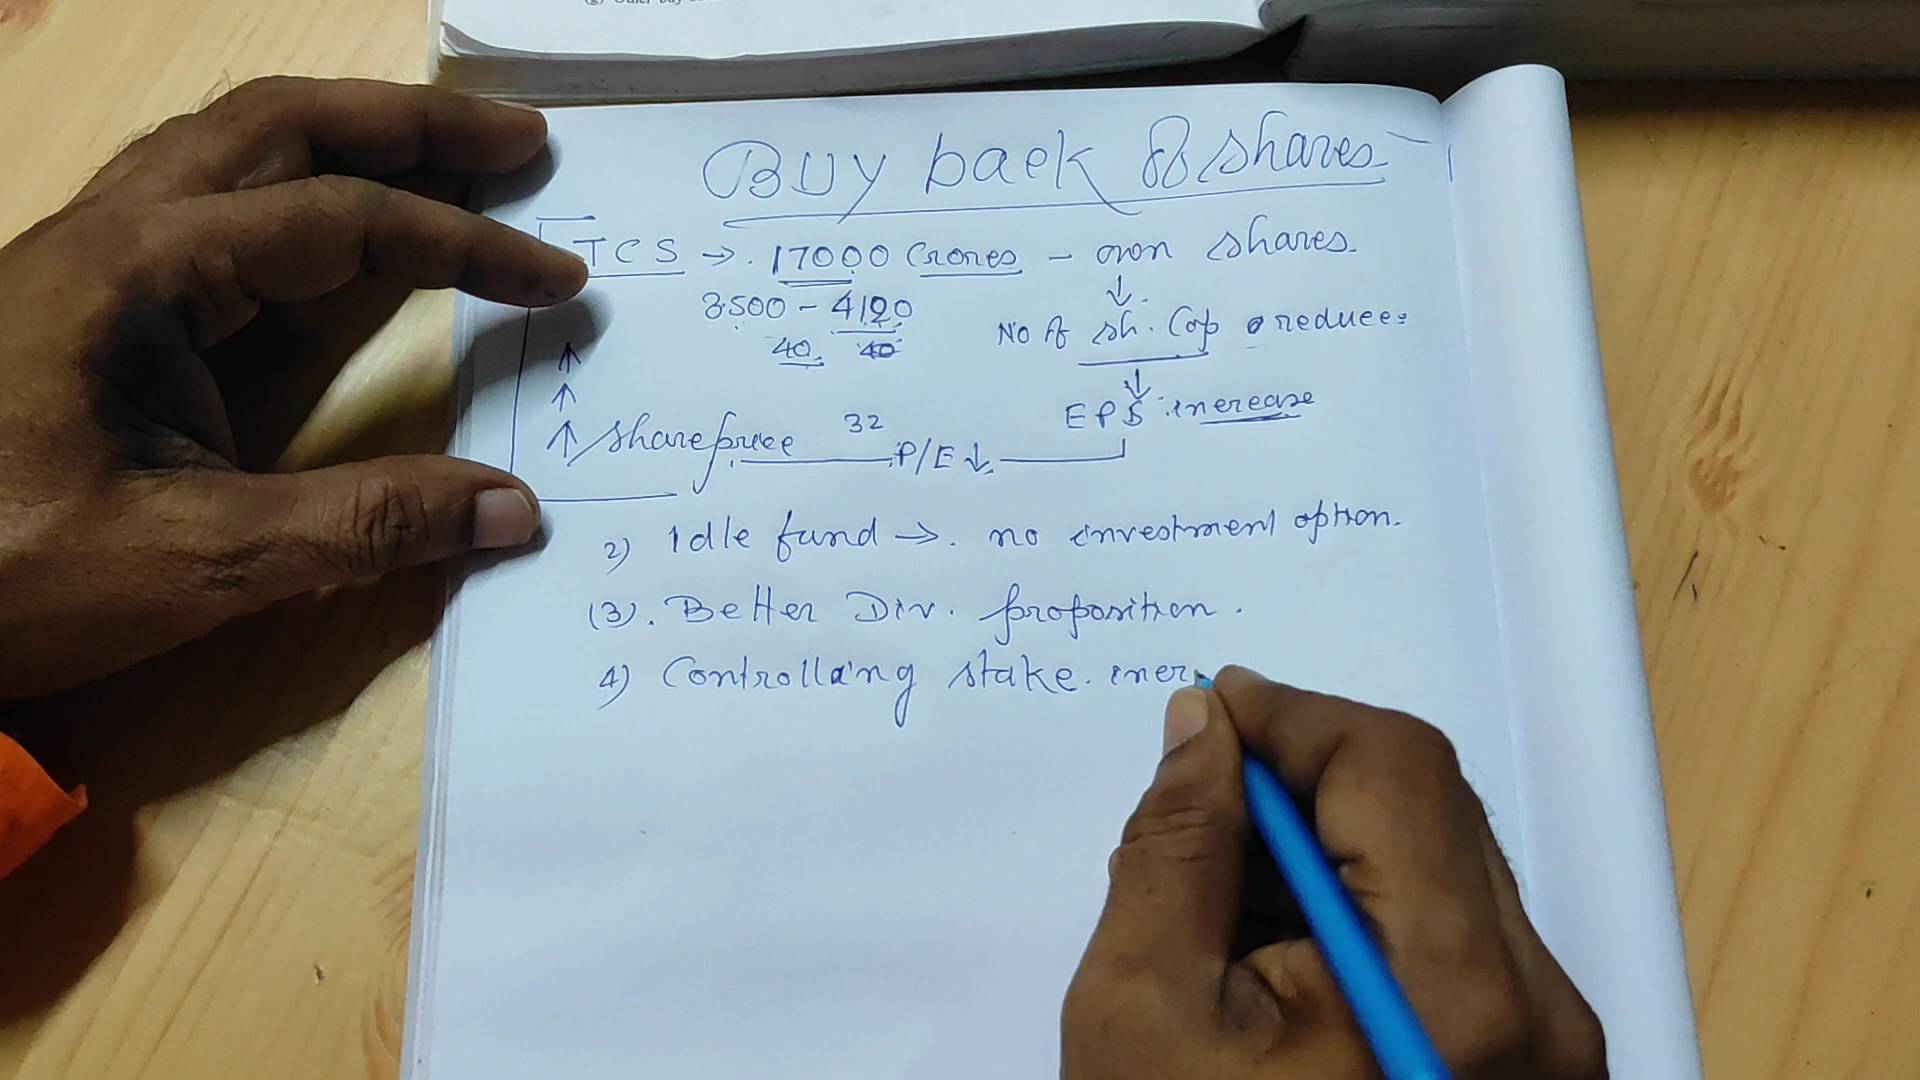 Buy back of shares
TCS → 17000 Crores - own shares
3500 - 4120
40 40
No of sh. Cap reduces
EPS increase
↑ share price 32 P/E ↓
2) Idle fund → no investment option.
(3). Better Div. proposition.
4) Controlling stake. incr